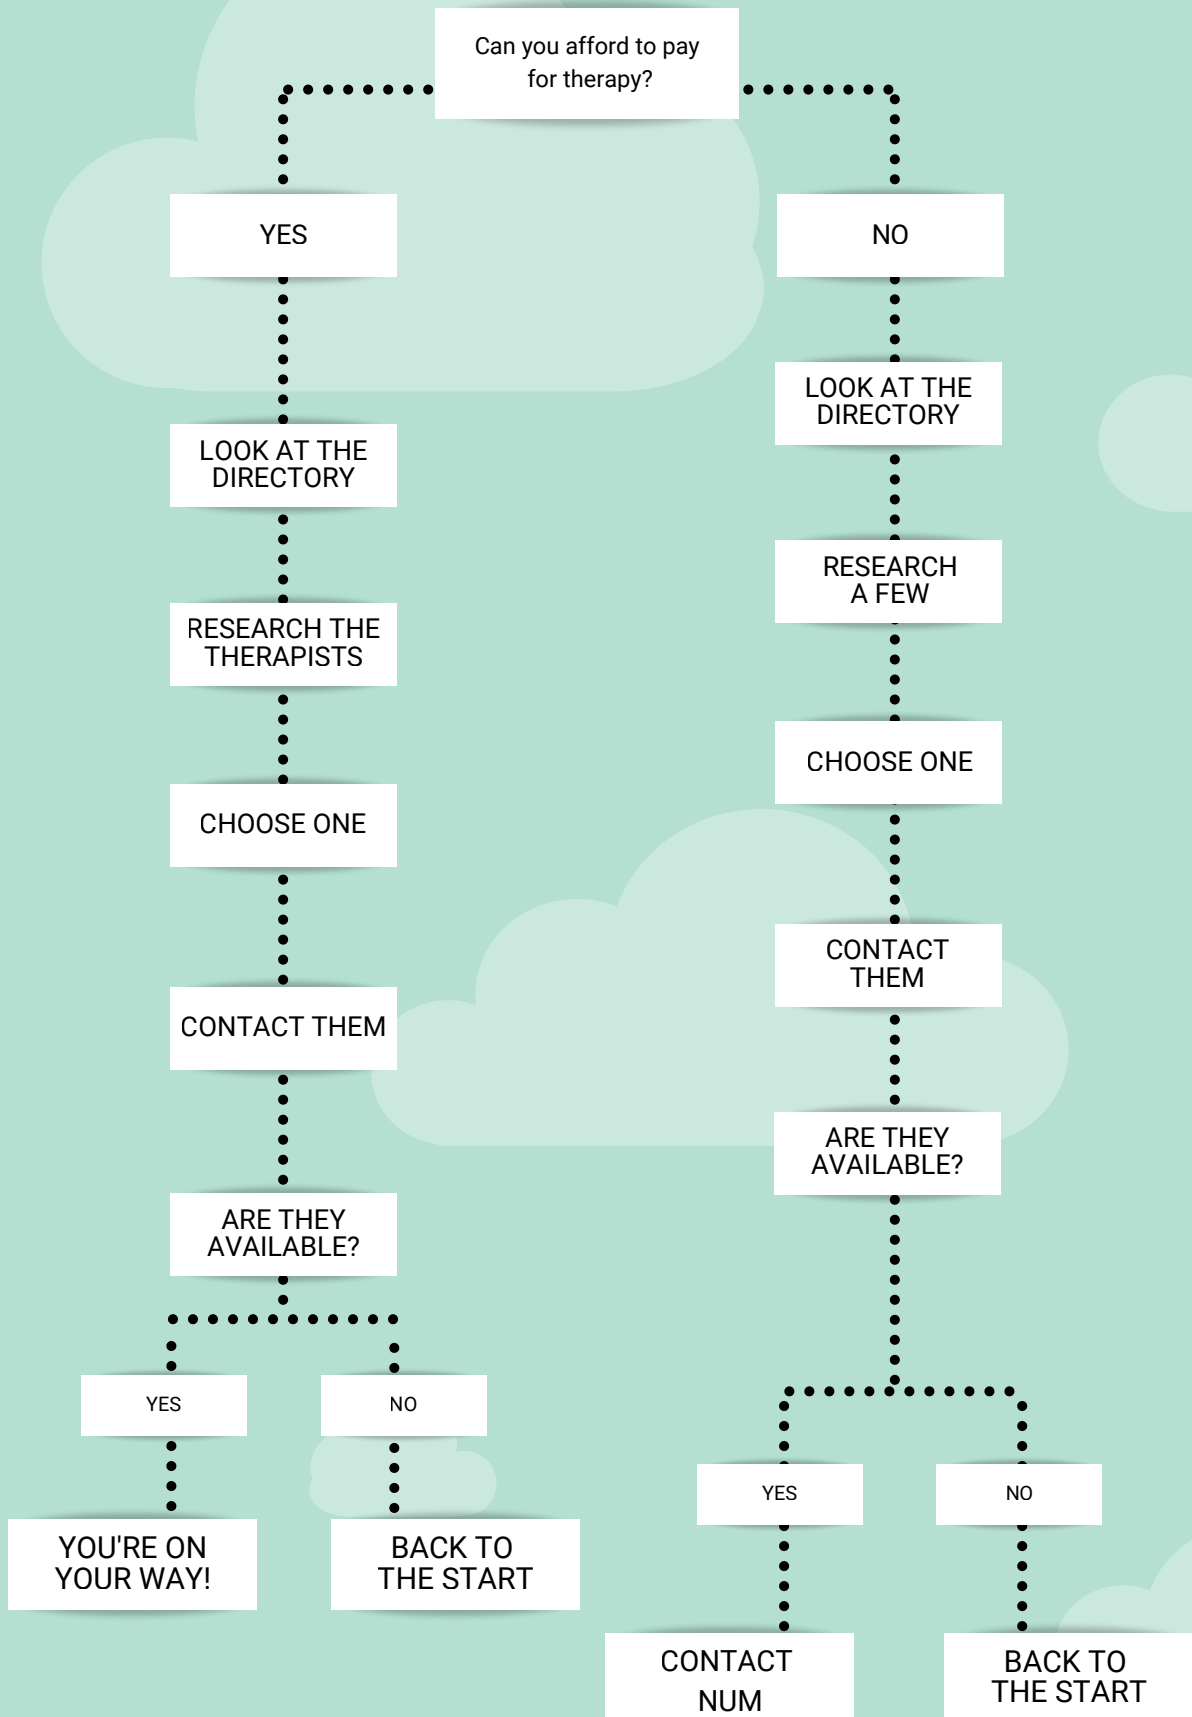 Can you afford to pay
for therapy?
YES
NO
LOOK AT THE
DIRECTORY
LOOK AT THE
DIRECTORY
RESEARCH THE
THERAPISTS
RESEARCH
A FEW
CHOOSE ONE
CHOOSE ONE
CONTACT THEM
CONTACT
THEM
ARE THEY
AVAILABLE?
ARE THEY
AVAILABLE?
YES
NO
YES
NO
YOU'RE ON
YOUR WAY!
BACK TO
THE START
CONTACT
NUM
BACK TO
THE START